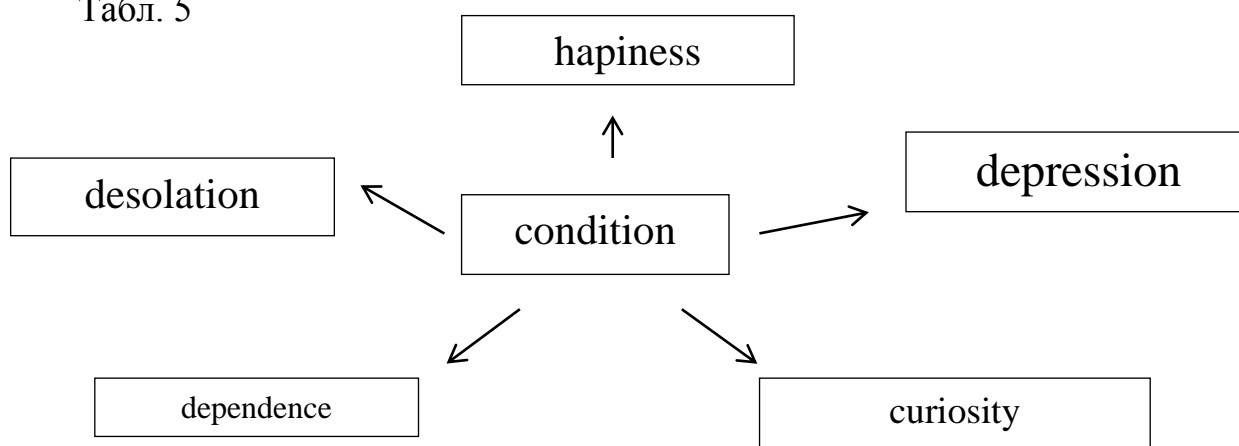 Табл. 5
hapiness
depression
desolation
condition
dependence
curiosity